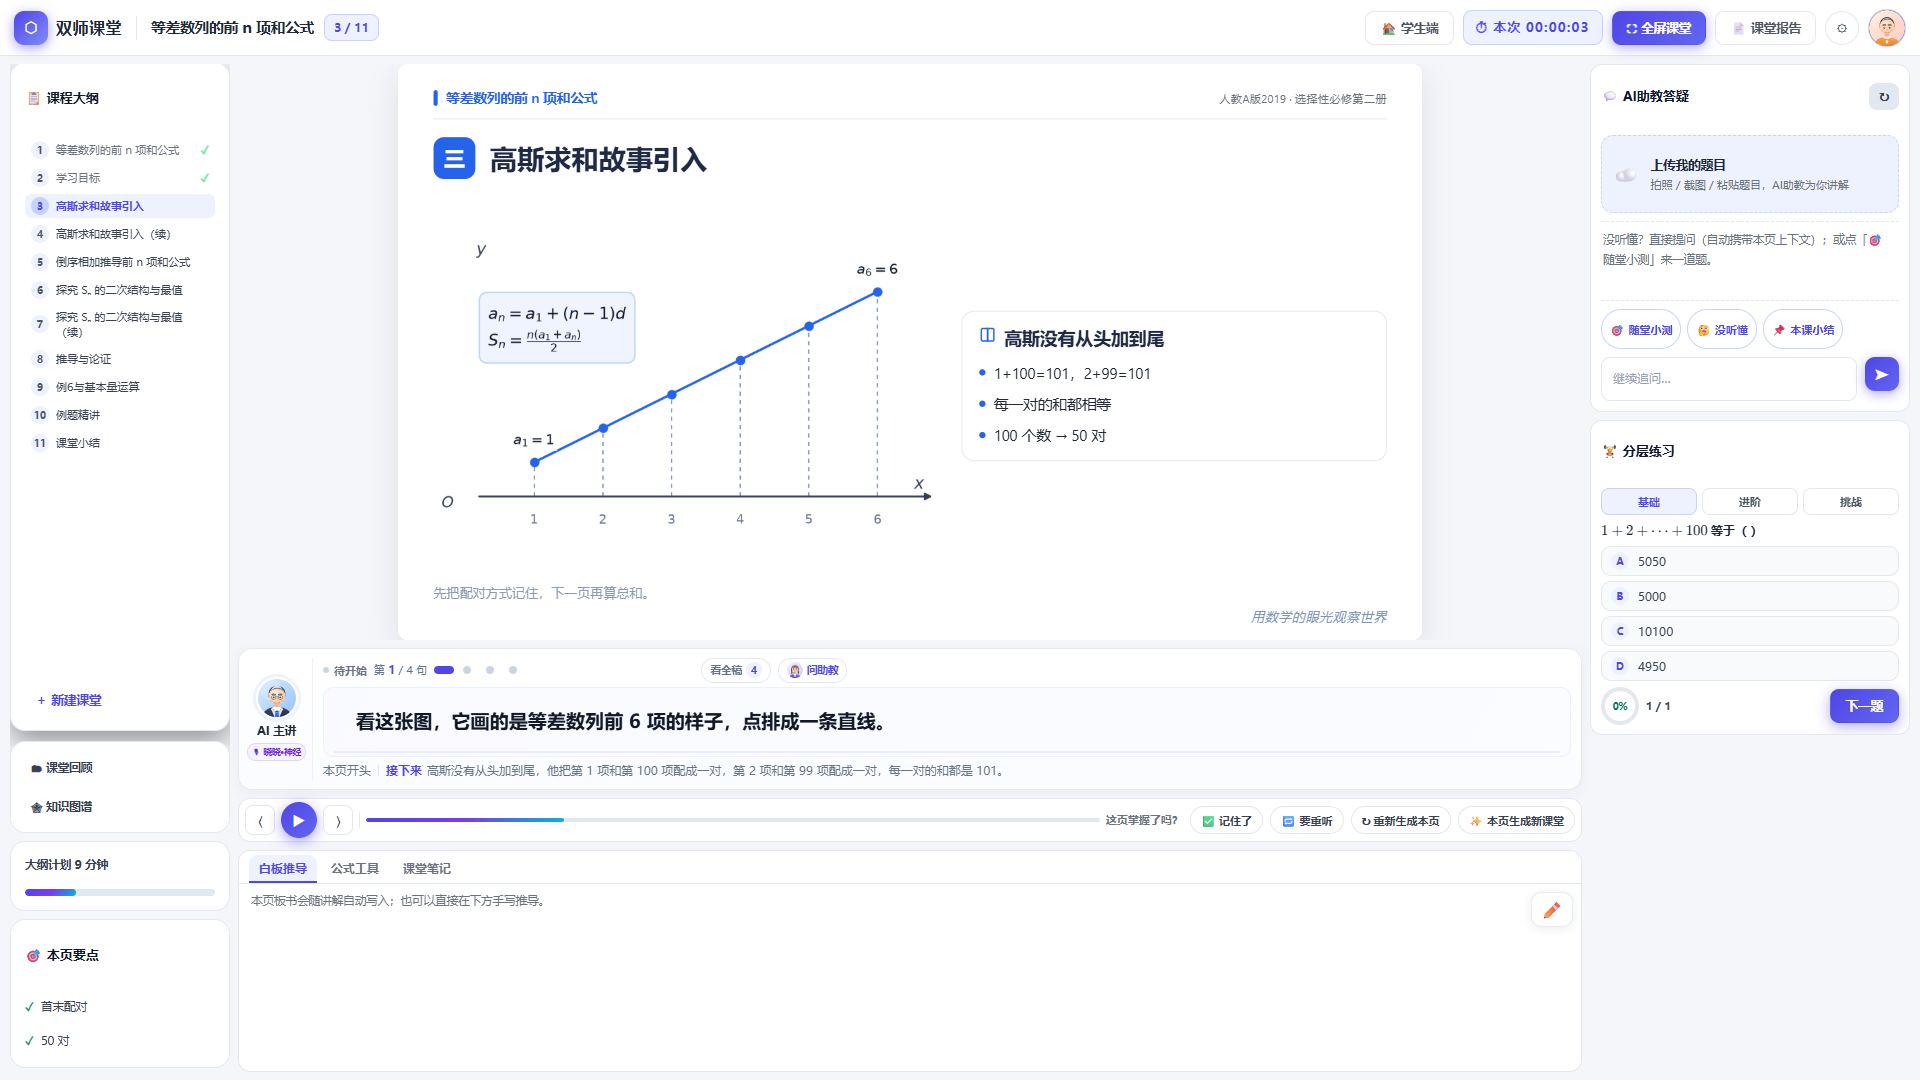 双师课堂
等差数列的前 n 项和公式
3 / 11
学生端
本次 00:00:03
全屏课堂
课堂报告
课程大纲
1 等差数列的前 n 项和公式
2 学习目标
3 高斯求和故事引入
4 高斯求和故事引入（续）
5 倒序相加推导前 n 项和公式
6 探究 Sₙ 的二次结构与最值
7 探究 Sₙ 的二次结构与最值
（续）
8 推导与论证
9 例6与基本量运算
10 例题精讲
11 课堂小结
+ 新建课堂
课堂回顾
知识图谱
大纲计划 9 分钟
本页要点
✓ 首末配对
✓ 50 对
等差数列的前 n 项和公式
人教A版2019 · 选择性必修第二册
三 高斯求和故事引入
y
a₆ = 6
aₙ = a₁ + (n − 1)d
Sₙ = n(a₁ + aₙ)/2
a₁ = 1
x
O
1 2 3 4 5 6
高斯没有从头加到尾
• 1+100=101，2+99=101
• 每一对的和都相等
• 100 个数 → 50 对
先把配对方式记住，下一页再算总和。
用数学的眼光观察世界
待开始 第 1 / 4 句
看全稿 4
问助教
AI 主讲
晓晓•神经
看这张图，它画的是等差数列前 6 项的样子，点排成一条直线。
本页开头 接下来 高斯没有从头加到尾，他把第 1 项和第 100 项配成一对，第 2 项和第 99 项配成一对，每一对的和都是 101。
这页掌握了吗?
记住了
要重听
重新生成本页
本页生成新课堂
白板推导
公式工具
课堂笔记
本页板书会随讲解自动写入；也可以直接在下方手写推导。
AI助教答疑
上传我的题目
拍照 / 截图 / 粘贴题目，AI助教为你讲解
没听懂？直接提问（自动携带本页上下文）；或点「🎯
随堂小测」来一道题。
随堂小测
没听懂
本课小结
继续追问...
分层练习
基础
进阶
挑战
1 + 2 + · · · + 100 等于（ ）
A 5050
B 5000
C 10100
D 4950
0%
1 / 1
下一题